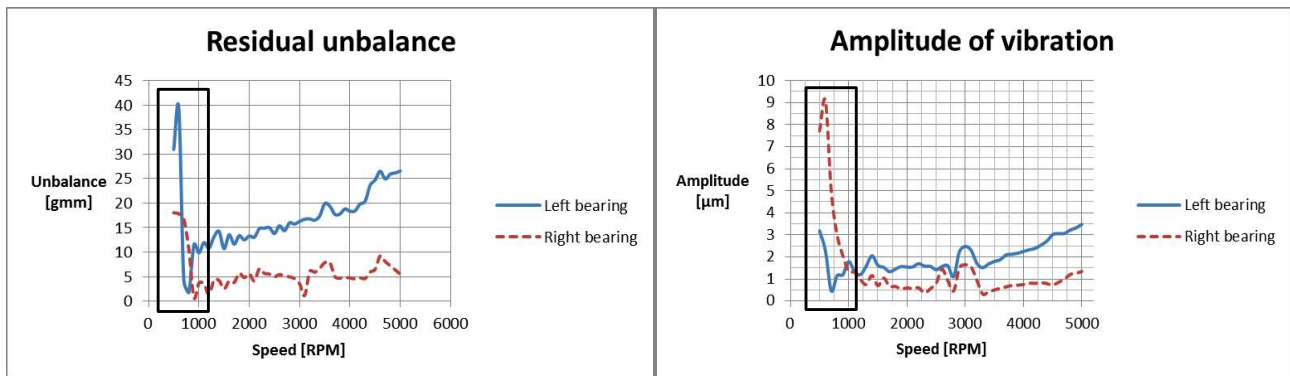 Residual unbalance
45
40
35
30
25
20
15
10
5
0
Unbalance
[gmm]
0 1000 2000 3000 4000 5000 6000
Speed [RPM]
Left bearing
Right bearing
Amplitude of vibration
10
9
8
7
6
5
4
3
2
1
0
Amplitude
[µm]
0 1000 2000 3000 4000 5000
Speed [RPM]
Left bearing
Right bearing